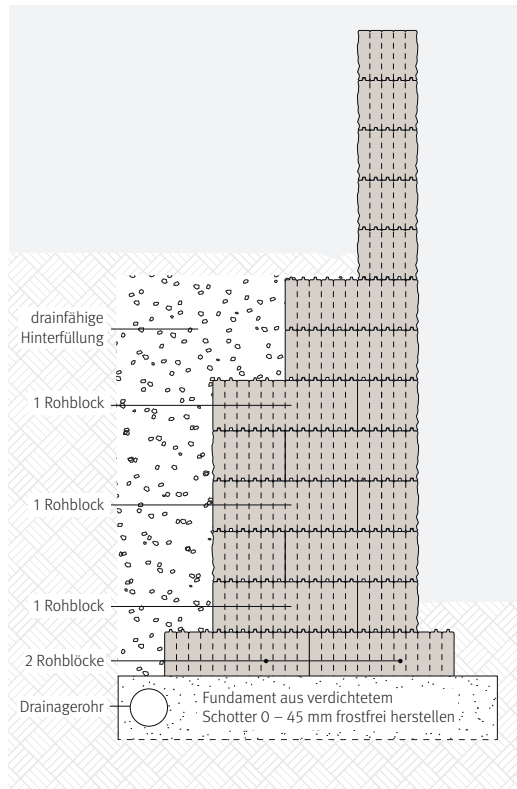 drainfähige
Hinterfüllung
1 Rohblock
1 Rohblock
1 Rohblock
2 Rohblöcke
Drainagerohr
Fundament aus verdichtetem
Schotter 0 – 45 mm frostfrei herstellen